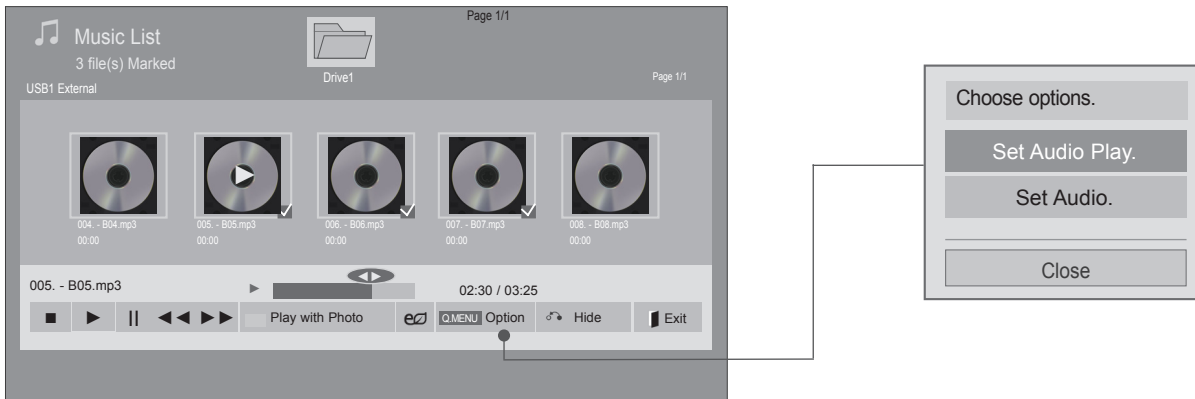 Page 1/1
Music List
3 file(s) Marked
Drive1
Page 1/1
USB1 External
004. - B04.mp3
005. - B05.mp3
006. - B06.mp3
007. - B07.mp3
008. - B08.mp3
00:00
00:00
00:00
00:00
00:00
005. - B05.mp3
02:30 / 03:25
Play with Photo
Q.MENU Option
Hide
Exit
Choose options.
Set Audio Play.
Set Audio.
Close